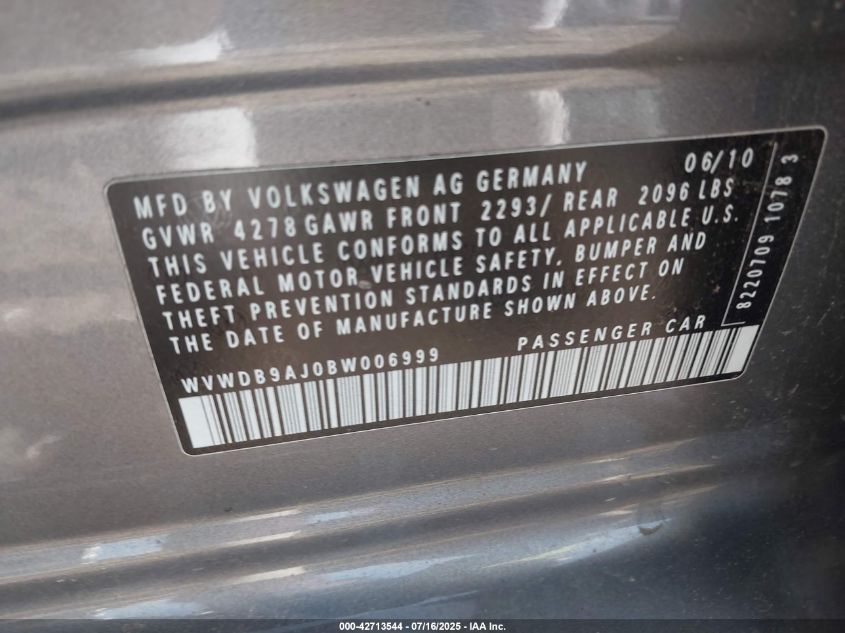 MFD BY VOLKSWAGEN AG GERMANY 06/10
GVWR 4278 GAWR FRONT 2293/ REAR 2096 LBS
THIS VEHICLE CONFORMS TO ALL APPLICABLE U.S.
FEDERAL MOTOR VEHICLE SAFETY, BUMPER AND
THEFT PREVENTION STANDARDS IN EFFECT ON
THE DATE OF MANUFACTURE SHOWN ABOVE.
WVWDB9AJ0BW006999 PASSENGER CAR
8220709 1078 3
000-42713544 - 07/16/2025 - IAA Inc.